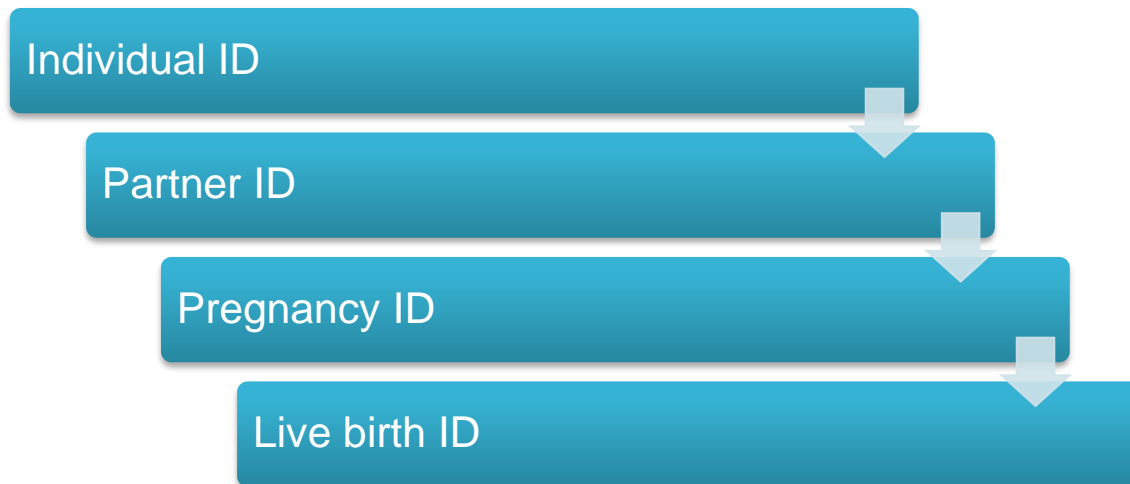 Individual ID
Partner ID
Pregnancy ID
Live birth ID